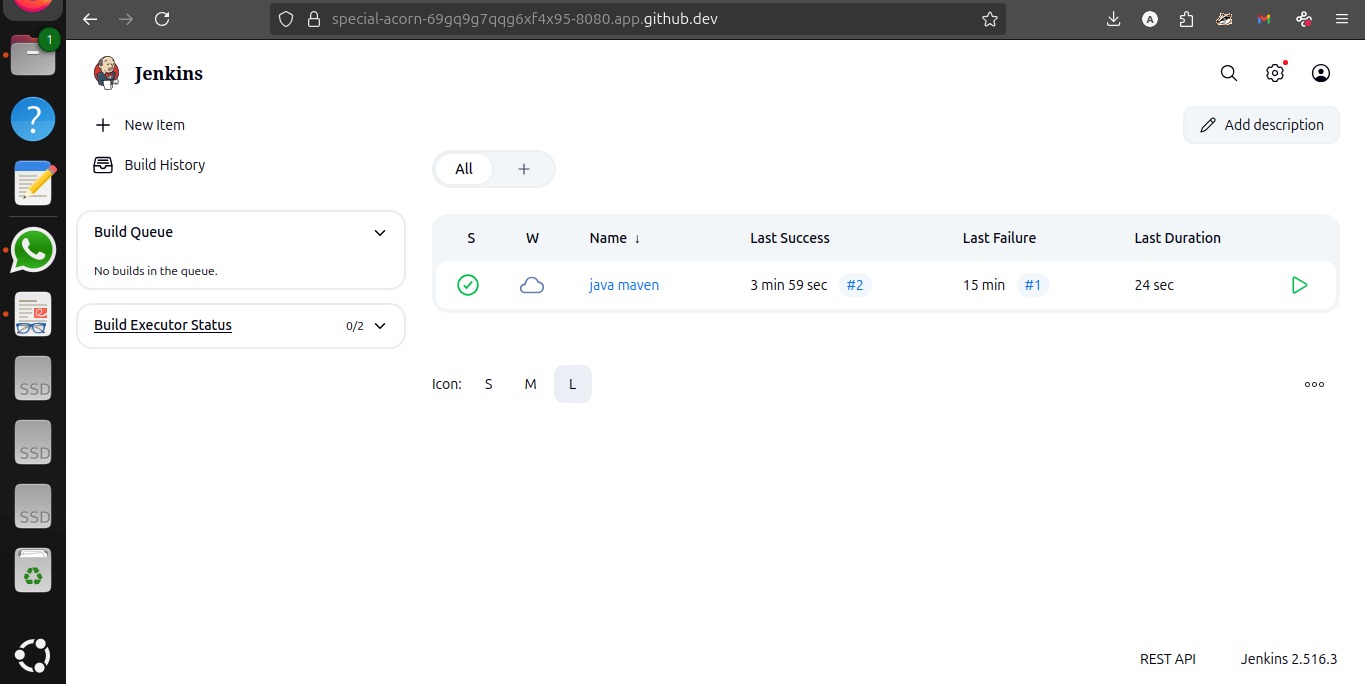 special-acorn-69gq9g7qqg6xf4x95-8080.app.github.dev
1
A
Jenkins
New Item
Add description
Build History
All
Build Queue
No builds in the queue.
S W Name ↓ Last Success Last Failure Last Duration
java maven 3 min 59 sec #2 15 min #1 24 sec
Build Executor Status 0/2
Icon: S M L
SSD
SSD
SSD
REST API Jenkins 2.516.3